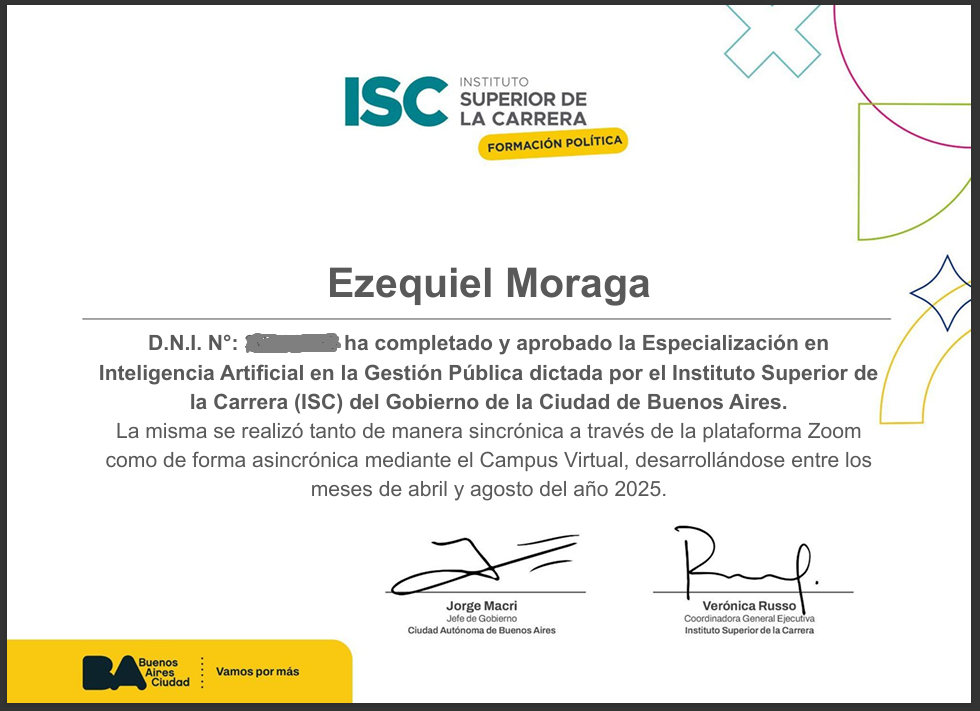 ISC INSTITUTO
SUPERIOR DE
LA CARRERA
FORMACIÓN POLÍTICA
Ezequiel Moraga
D.N.I. N°: ha completado y aprobado la Especialización en
Inteligencia Artificial en la Gestión Pública dictada por el Instituto Superior de
la Carrera (ISC) del Gobierno de la Ciudad de Buenos Aires.
La misma se realizó tanto de manera sincrónica a través de la plataforma Zoom
como de forma asincrónica mediante el Campus Virtual, desarrollándose entre los
meses de abril y agosto del año 2025.
Jorge Macri
Jefe de Gobierno
Ciudad Autónoma de Buenos Aires
Verónica Russo
Coordinadora General Ejecutiva
Instituto Superior de la Carrera
BA Buenos
Aires
Ciudad
Vamos por más